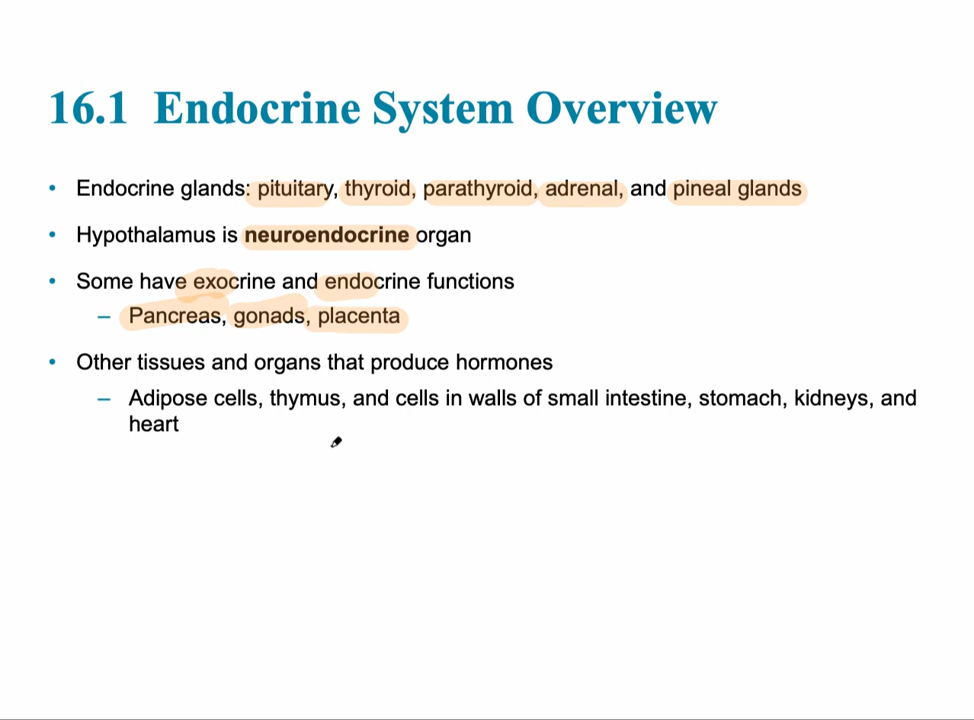 16.1 Endocrine System Overview
• Endocrine glands: pituitary, thyroid, parathyroid, adrenal, and pineal glands
• Hypothalamus is neuroendocrine organ
• Some have exocrine and endocrine functions
– Pancreas, gonads, placenta
• Other tissues and organs that produce hormones
– Adipose cells, thymus, and cells in walls of small intestine, stomach, kidneys, and
heart